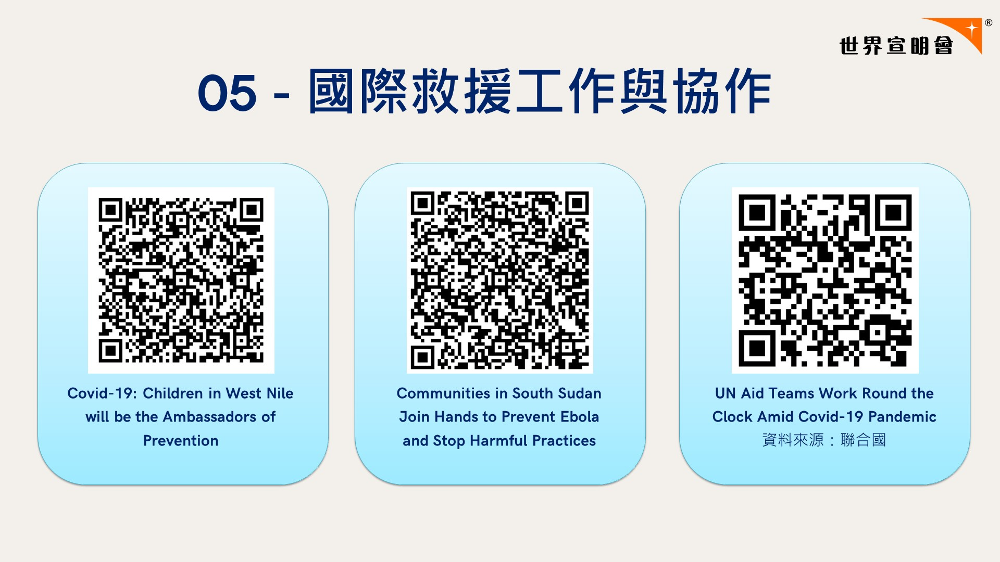 世界宣明會®
05 - 國際救援工作與協作
Covid-19: Children in West Nile
will be the Ambassadors of
Prevention
Communities in South Sudan
Join Hands to Prevent Ebola
and Stop Harmful Practices
UN Aid Teams Work Round the
Clock Amid Covid-19 Pandemic
資料來源：聯合國